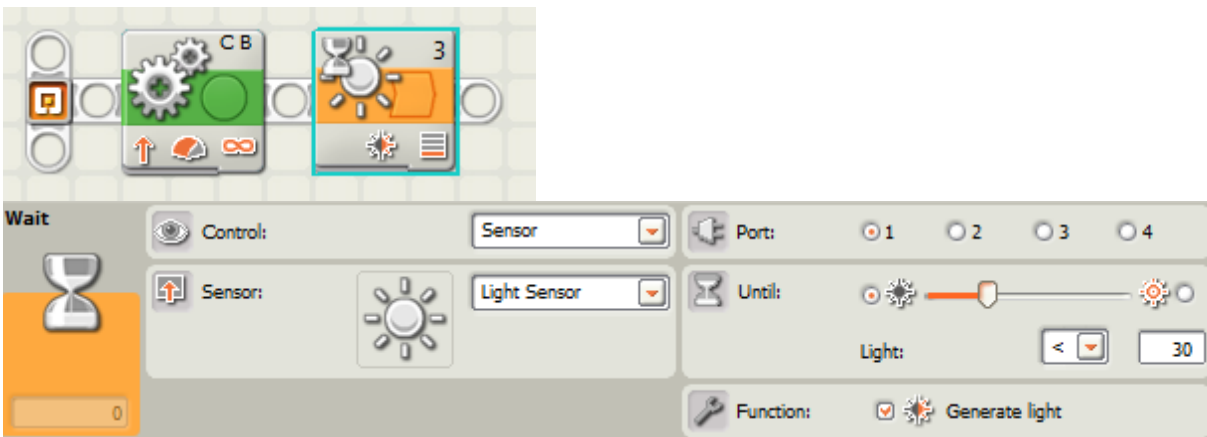 C B
3
Wait
Control:
Sensor
Port:
1
2
3
4
Sensor:
Light Sensor
Until:
Light:
<
30
0
Function:
Generate light